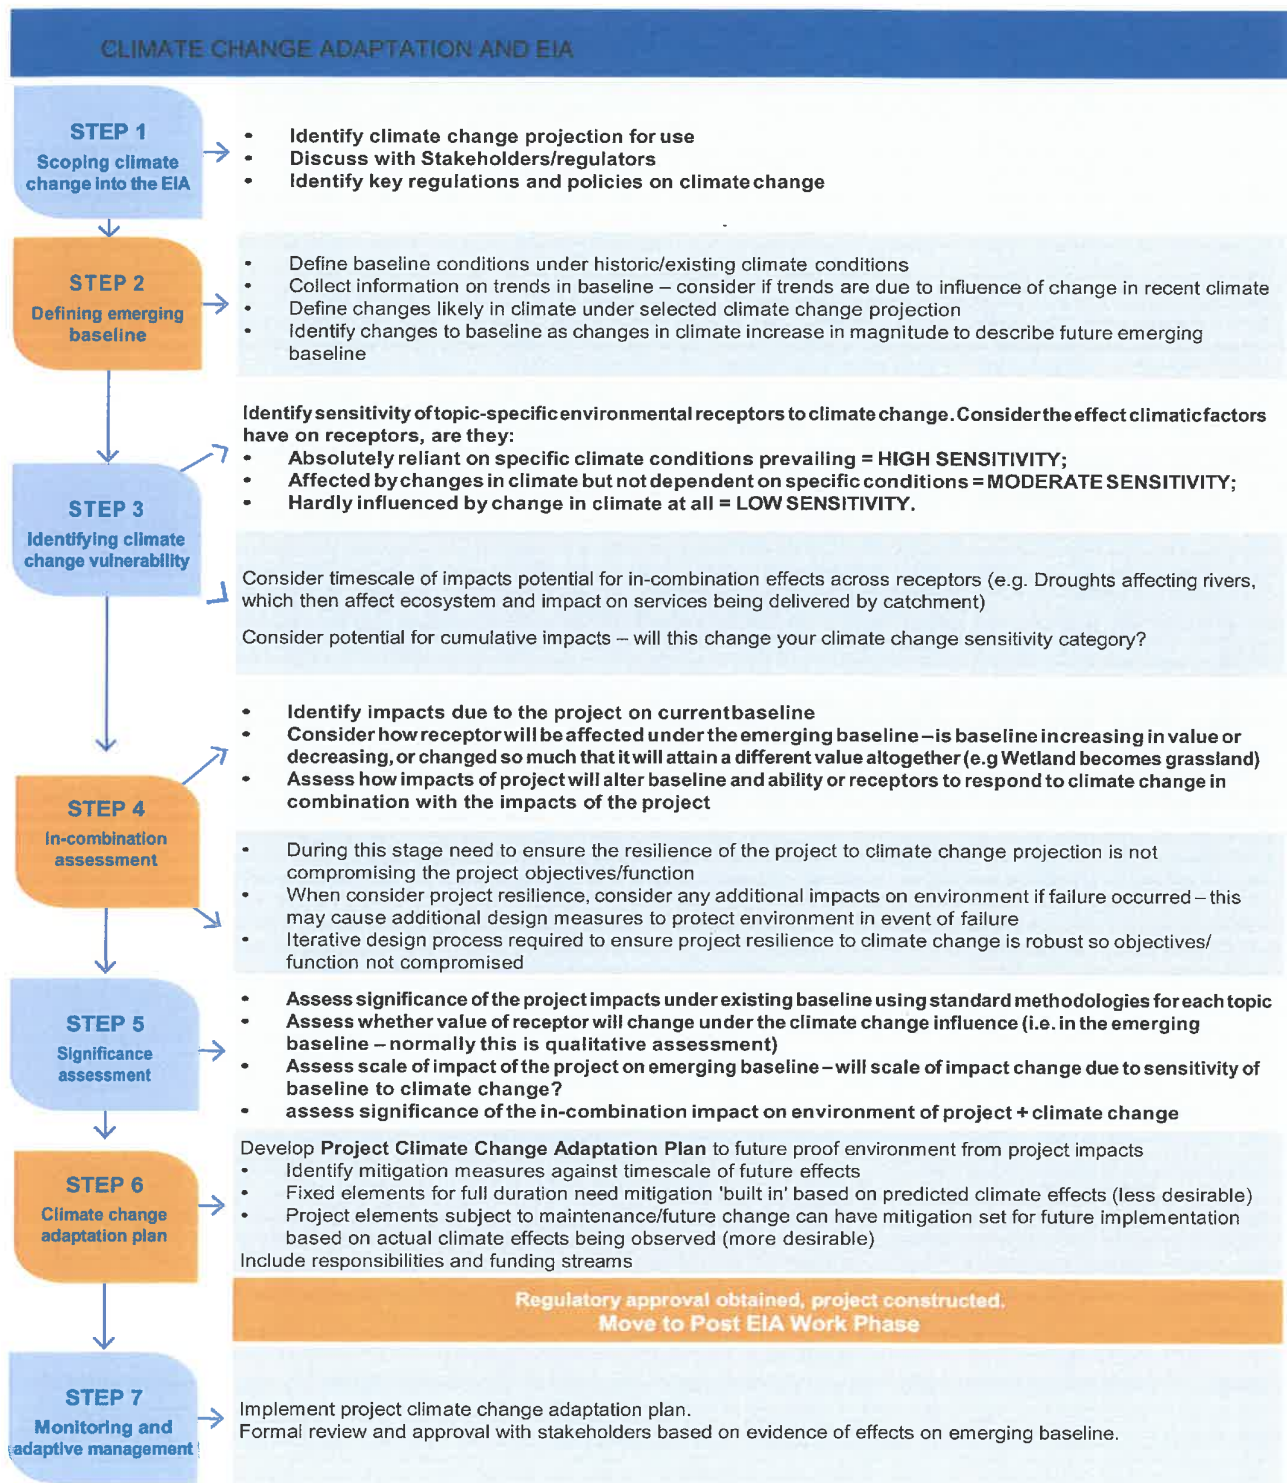 CLIMATE CHANGE ADAPTATION AND EIA
STEP 1
Scoping climate
change into the EIA
• Identify climate change projection for use
• Discuss with Stakeholders/regulators
• Identify key regulations and policies on climate change
STEP 2
Defining emerging
baseline
• Define baseline conditions under historic/existing climate conditions
• Collect information on trends in baseline – consider if trends are due to influence of change in recent climate
• Define changes likely in climate under selected climate change projection
• Identify changes to baseline as changes in climate increase in magnitude to describe future emerging
baseline
STEP 3
Identifying climate
change vulnerability
Identify sensitivity of topic-specific environmental receptors to climate change. Consider the effect climatic factors
have on receptors, are they:
• Absolutely reliant on specific climate conditions prevailing = HIGH SENSITIVITY;
• Affected by changes in climate but not dependent on specific conditions = MODERATE SENSITIVITY;
• Hardly influenced by change in climate at all = LOW SENSITIVITY.
Consider timescale of impacts potential for in-combination effects across receptors (e.g. Droughts affecting rivers,
which then affect ecosystem and impact on services being delivered by catchment)
Consider potential for cumulative impacts – will this change your climate change sensitivity category?
STEP 4
In-combination
assessment
• Identify impacts due to the project on current baseline
• Consider how receptor will be affected under the emerging baseline – is baseline increasing in value or
decreasing, or changed so much that it will attain a different value altogether (e.g Wetland becomes grassland)
• Assess how impacts of project will alter baseline and ability or receptors to respond to climate change in
combination with the impacts of the project
• During this stage need to ensure the resilience of the project to climate change projection is not
compromising the project objectives/function
• When consider project resilience, consider any additional impacts on environment if failure occurred – this
may cause additional design measures to protect environment in event of failure
• Iterative design process required to ensure project resilience to climate change is robust so objectives/
function not compromised
STEP 5
Significance
assessment
• Assess significance of the project impacts under existing baseline using standard methodologies for each topic
• Assess whether value of receptor will change under the climate change influence (i.e. in the emerging
baseline – normally this is qualitative assessment)
• Assess scale of impact of the project on emerging baseline – will scale of impact change due to sensitivity of
baseline to climate change?
• assess significance of the in-combination impact on environment of project + climate change
STEP 6
Climate change
adaptation plan
Develop Project Climate Change Adaptation Plan to future proof environment from project impacts
• Identify mitigation measures against timescale of future effects
• Fixed elements for full duration need mitigation 'built in' based on predicted climate effects (less desirable)
• Project elements subject to maintenance/future change can have mitigation set for future implementation
based on actual climate effects being observed (more desirable)
Include responsibilities and funding streams
Regulatory approval obtained, project constructed.
Move to Post EIA Work Phase
STEP 7
Monitoring and
adaptive management
Implement project climate change adaptation plan.
Formal review and approval with stakeholders based on evidence of effects on emerging baseline.